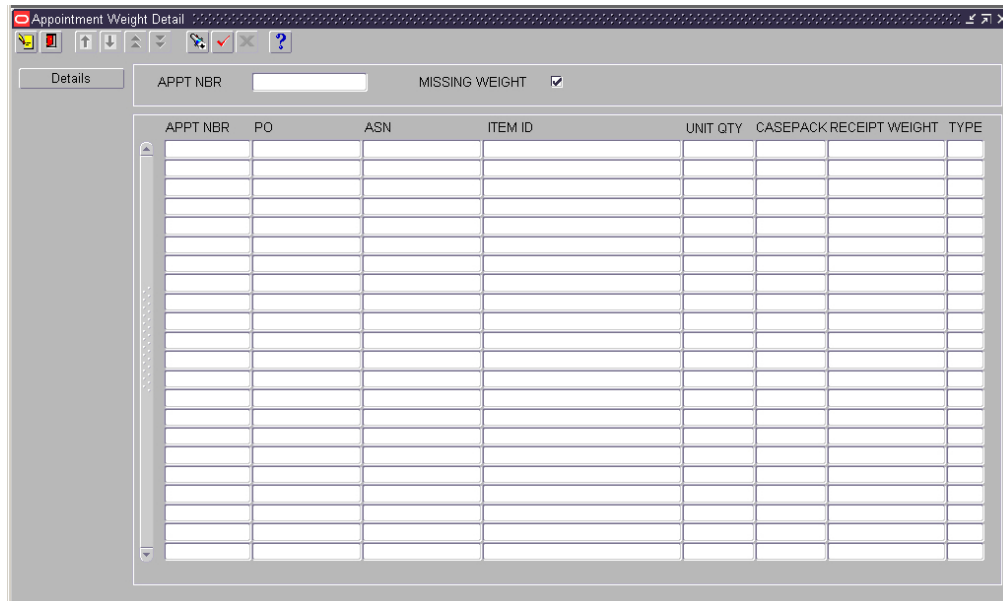 Appointment Weight Detail
?
Details
APPT NBR MISSING WEIGHT
APPT NBR PO ASN ITEM ID UNIT QTY CASEPACK RECEIPT WEIGHT TYPE